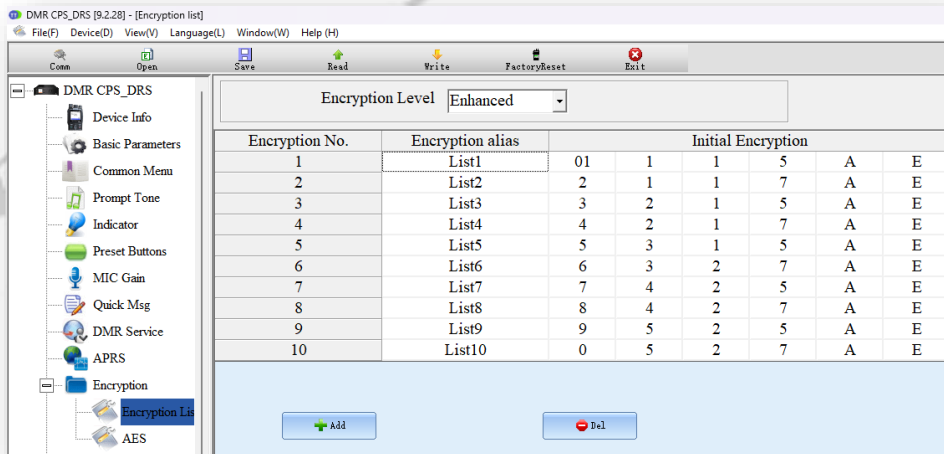 DMR CPS_DRS [9.2.28] - [Encryption list]
File(F) Device(D) View(V) Language(L) Window(W) Help (H)
Comm Open Save Read Write FactoryReset Exit
DMR CPS_DRS
Device Info
Basic Parameters
Common Menu
Prompt Tone
Indicator
Preset Buttons
MIC Gain
Quick Msg
DMR Service
APRS
Encryption
Encryption Lis
AES
Encryption Level Enhanced
Encryption No. Encryption alias Initial Encryption
1 List1 01 1 1 5 A E
2 List2 2 1 1 7 A E
3 List3 3 2 1 5 A E
4 List4 4 2 1 7 A E
5 List5 5 3 1 5 A E
6 List6 6 3 2 7 A E
7 List7 7 4 2 5 A E
8 List8 8 4 2 7 A E
9 List9 9 5 2 5 A E
10 List10 0 5 2 7 A E
Add Del